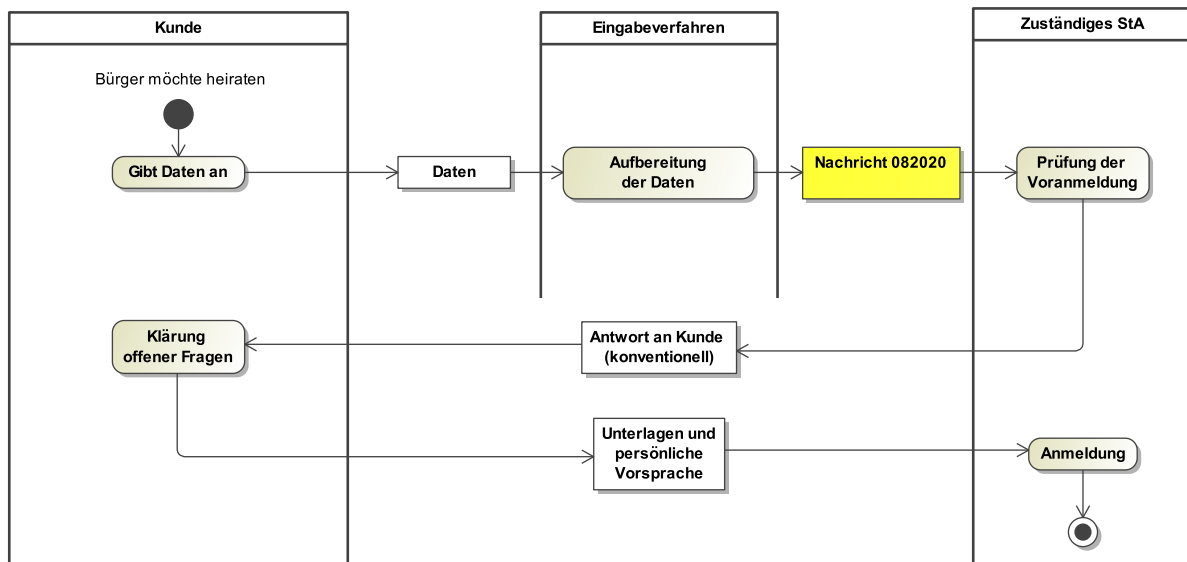 Kunde
Eingabeverfahren
Zuständiges StA
Bürger möchte heiraten
Gibt Daten an
Daten
Aufbereitung
der Daten
Nachricht 082020
Prüfung der
Voranmeldung
Klärung
offener Fragen
Antwort an Kunde
(konventionell)
Unterlagen und
persönliche
Vorsprache
Anmeldung